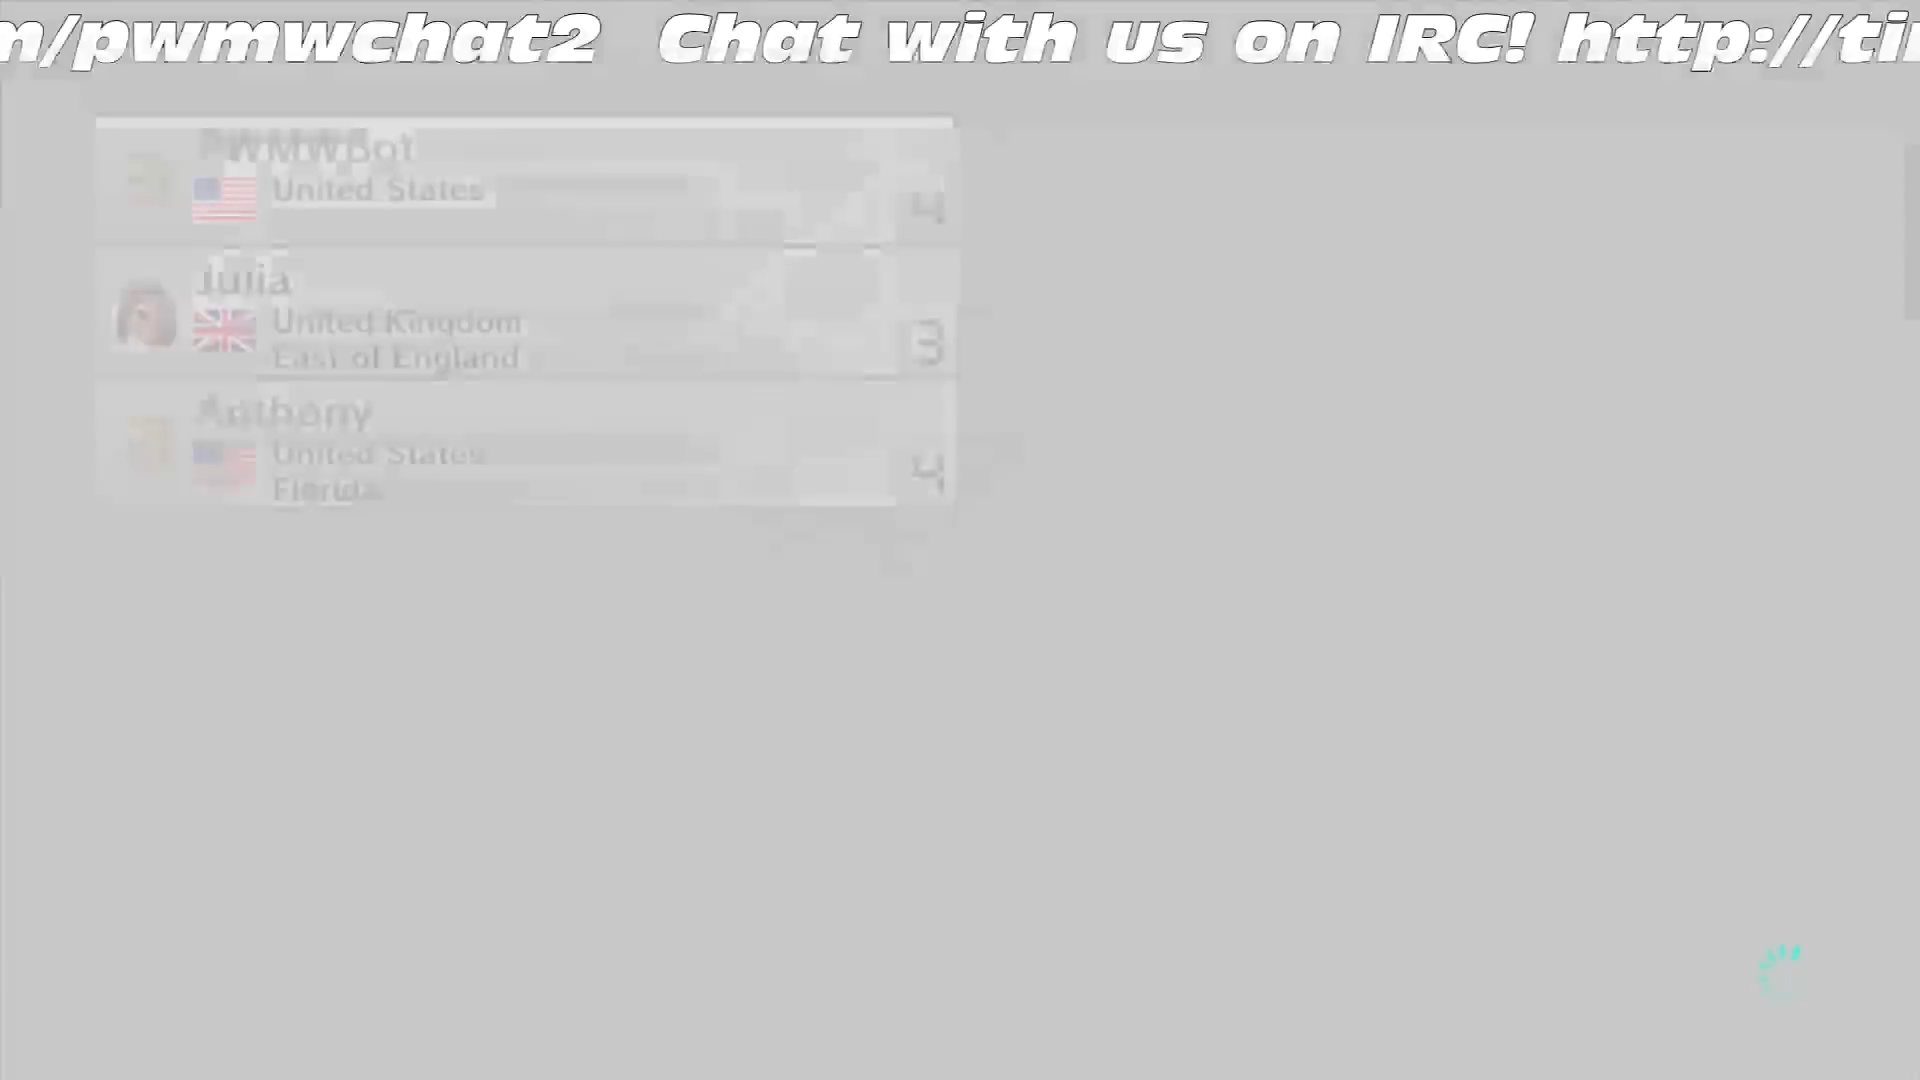 m/pwmwchat2 Chat with us on IRC! http://ti
PWMWBot
United States
4
Julia
United Kingdom
East of England
3
Anthony
United States
Florida
4